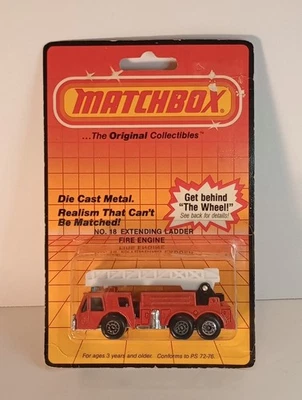 MATCHBOX
...The Original Collectibles™
Die Cast Metal.
Realism That Can't
Be Matched!
Get behind
"The Wheel!"
See back for details!
NO. 18 EXTENDING LADDER
FIRE ENGINE
For ages 3 years and older. Conforms to PS 72-76.